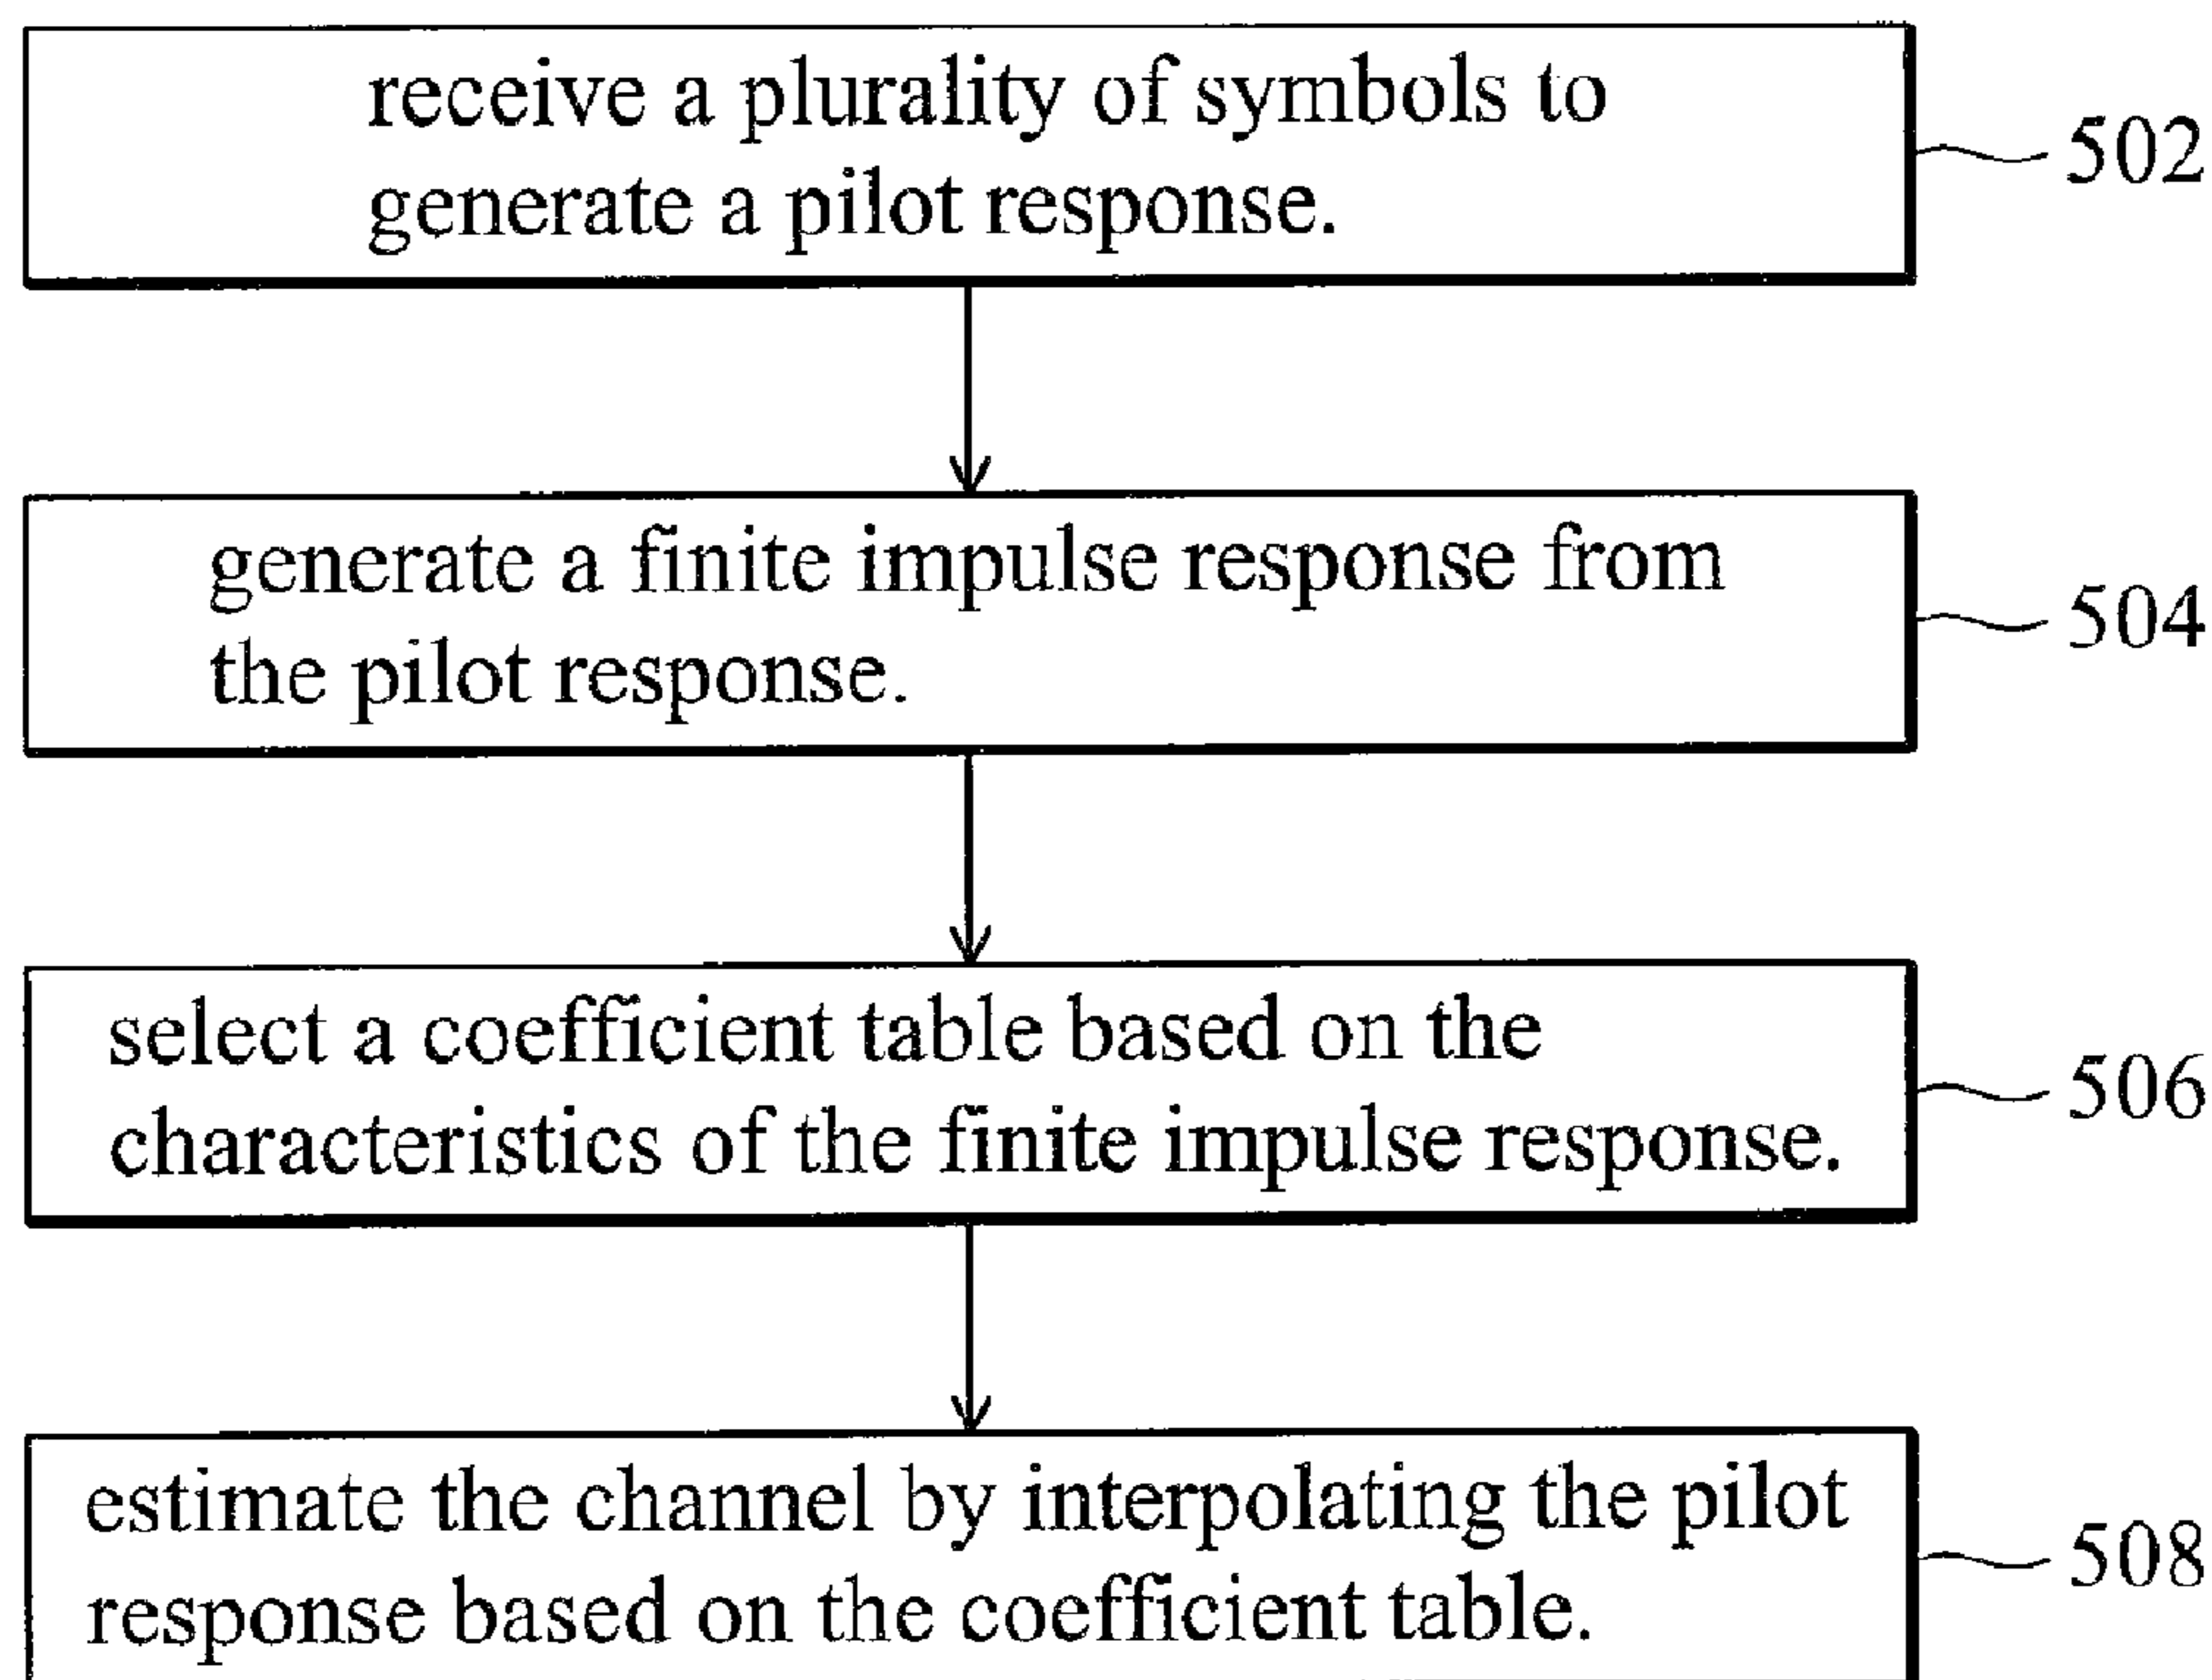 receive a plurality of symbols to
generate a pilot response.
502
generate a finite impulse response from
the pilot response.
504
select a coefficient table based on the
characteristics of the finite impulse response.
506
estimate the channel by interpolating the pilot
response based on the coefficient table.
508